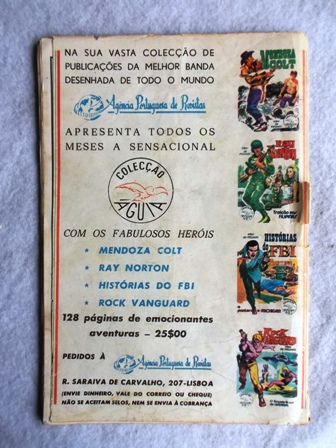 NA SUA VASTA COLECÇÃO DE
PUBLICAÇÕES DA MELHOR BANDA
DESENHADA DE TODO O MUNDO
Agência Portuguesa de Revistas
APRESENTA TODOS OS
MESES A SENSACIONAL
COLECÇÃO
ÁGUIA
COM OS FABULOSOS HERÓIS
* MENDOZA COLT
* RAY NORTON
* HISTÓRIAS DO FBI
* ROCK VANGUARD
128 páginas de emocionantes
aventuras - 25$00
PEDIDOS À
Agência Portuguesa de Revistas
R. SARAIVA DE CARVALHO, 207-LISBOA
(ENVIE DINHEIRO, VALE DO CORREIO OU CHEQUE)
NÃO SE ACEITAM SELOS, NEM SE ENVIA À COBRANÇA
MENDOZA
COLT
RAY
HISTÓRIAS
do FBI
ROCK